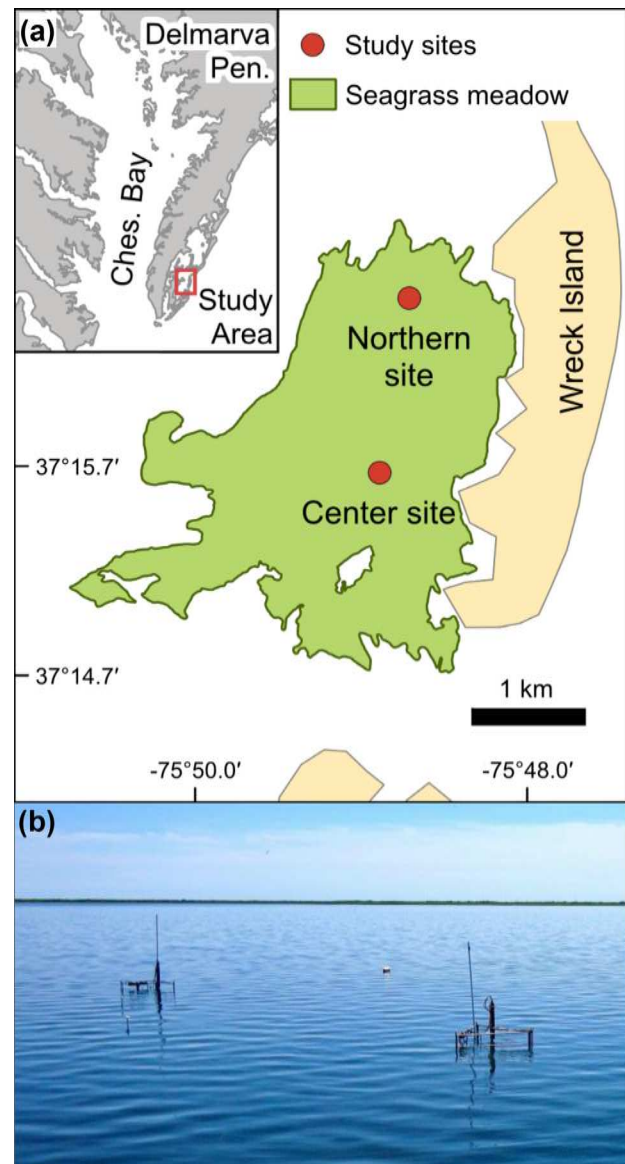 (a)
Delmarva
Pen.
Ches. Bay
Study
Area
Study sites
Seagrass meadow
Northern
site
Center site
Wreck Island
37°15.7′
37°14.7′
1 km
-75°50.0′
-75°48.0′
(b)